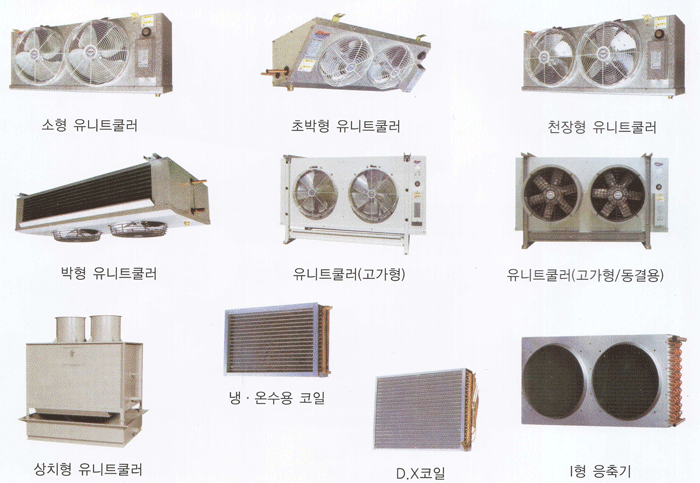 소형 유니트쿨러
초박형 유니트쿨러
천장형 유니트쿨러
박형 유니트쿨러
유니트쿨러(고가형)
유니트쿨러(고가형/동결용)
냉·온수용 코일
상치형 유니트쿨러
D.X코일
I형 응축기